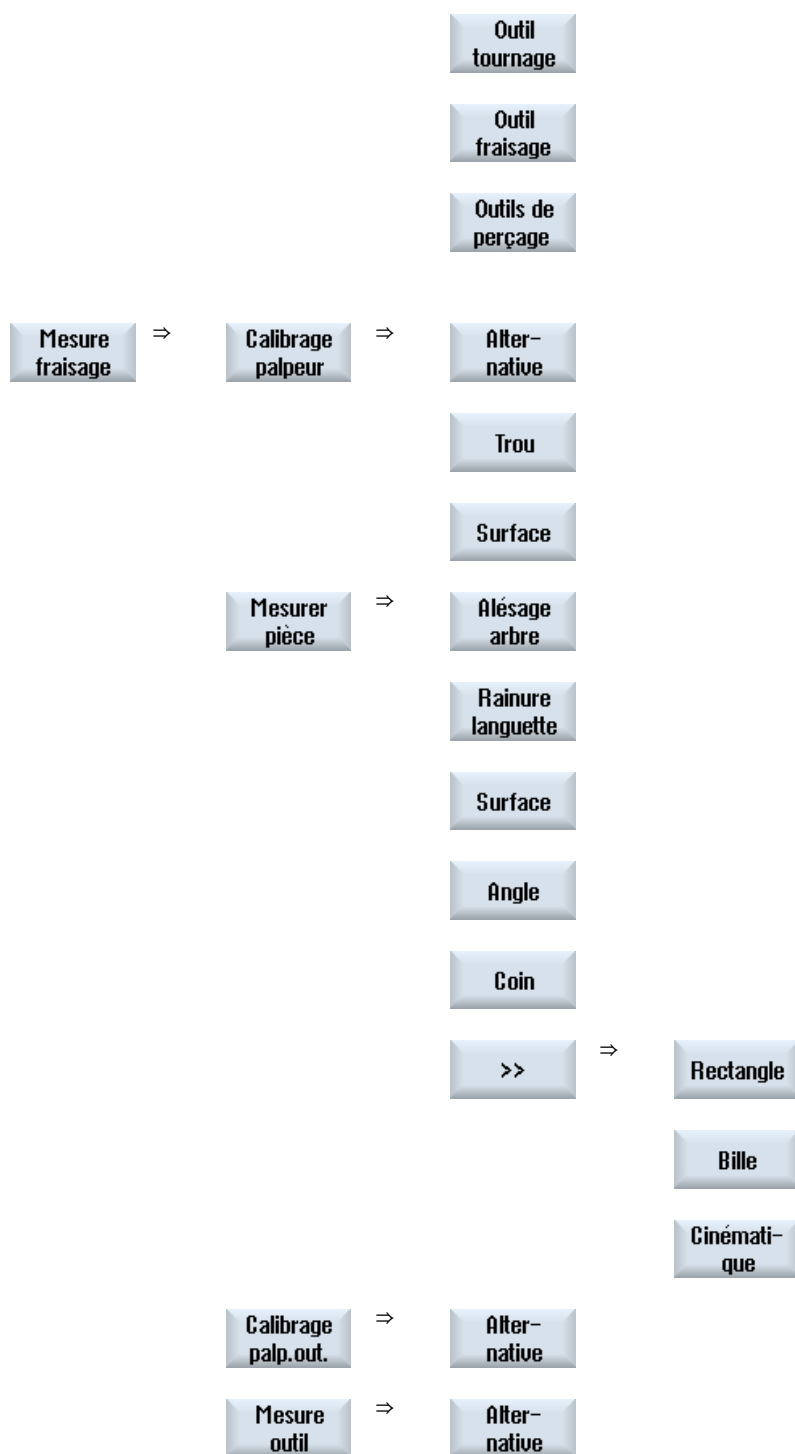 Outil
tournage
Outil
fraisage
Outils de
perçage
Mesure
fraisage
⇒
Calibrage
palpeur
⇒
Alter-
native
Trou
Surface
Mesurer
pièce
⇒
Alésage
arbre
Rainure
languette
Surface
Angle
Coin
>>
⇒
Rectangle
Bille
Cinémati-
que
Calibrage
palp.out.
⇒
Alter-
native
Mesure
outil
⇒
Alter-
native